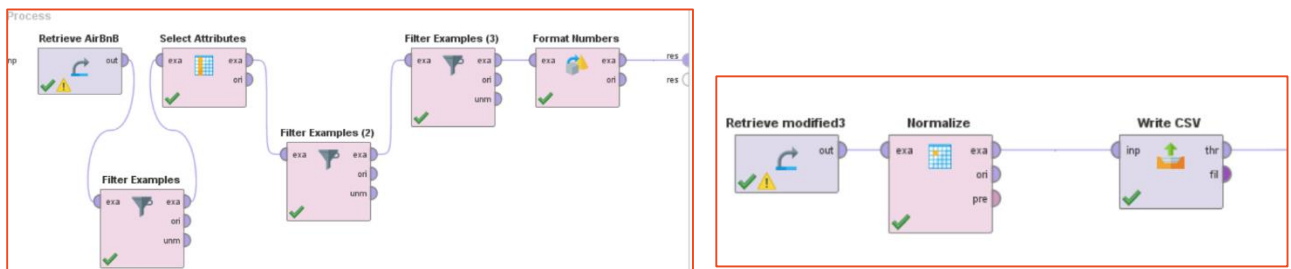 Process
Retrieve AirBnB
Select Attributes
Filter Examples (3)
Format Numbers
np
out
exa
exa
ori
exa
exa
ori
unm
exa
exa
ori
res
res
Filter Examples (2)
exa
exa
ori
unm
Filter Examples
exa
exa
ori
unm
Retrieve modified3
Normalize
Write CSV
out
exa
exa
ori
pre
inp
thr
fil